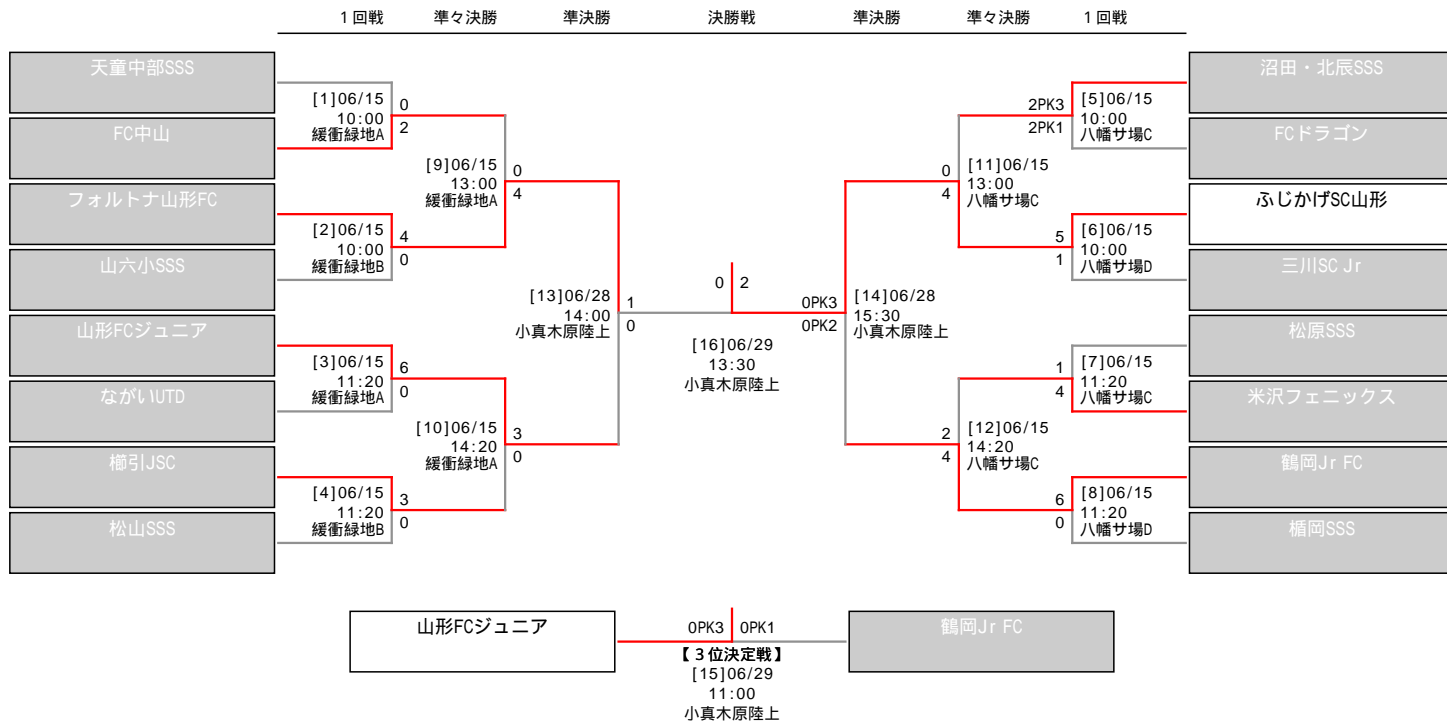 1回戦 準々決勝 準決勝 決勝戦 準決勝 準々決勝 1回戦
天童中部SSS
[1]06/15
10:00
緩衝緑地A
0
2
FC中山
[9]06/15
13:00
緩衝緑地A
0
4
フォルトナ山形FC
[2]06/15
10:00
緩衝緑地B
4
0
山六小SSS
[13]06/28
14:00
小真木原陸上
1
0
山形FCジュニア
[3]06/15
11:20
緩衝緑地A
6
0
ながいUTD
[10]06/15
14:20
緩衝緑地A
3
0
櫛引JSC
[4]06/15
11:20
緩衝緑地B
3
0
松山SSS
0 2
[16]06/29
13:30
小真木原陸上
沼田・北辰SSS
2PK3
2PK1
[5]06/15
10:00
八幡サ場C
FCドラゴン
0
4
[11]06/15
13:00
八幡サ場C
ふじかげSC山形
5
1
[6]06/15
10:00
八幡サ場D
三川SC Jr
0PK3
0PK2
[14]06/28
15:30
小真木原陸上
松原SSS
1
4
[7]06/15
11:20
八幡サ場C
米沢フェニックス
2
4
[12]06/15
14:20
八幡サ場C
鶴岡Jr FC
6
0
[8]06/15
11:20
八幡サ場D
楯岡SSS
山形FCジュニア 0PK3 0PK1 鶴岡Jr FC
【3位決定戦】
[15]06/29
11:00
小真木原陸上